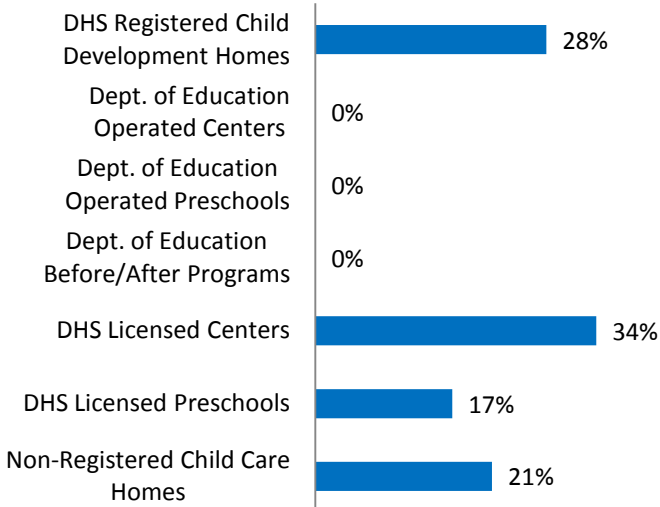 DHS Registered Child
Development Homes
28%
Dept. of Education
Operated Centers
0%
Dept. of Education
Operated Preschools
0%
Dept. of Education
Before/After Programs
0%
DHS Licensed Centers
34%
DHS Licensed Preschools
17%
Non-Registered Child Care
Homes
21%